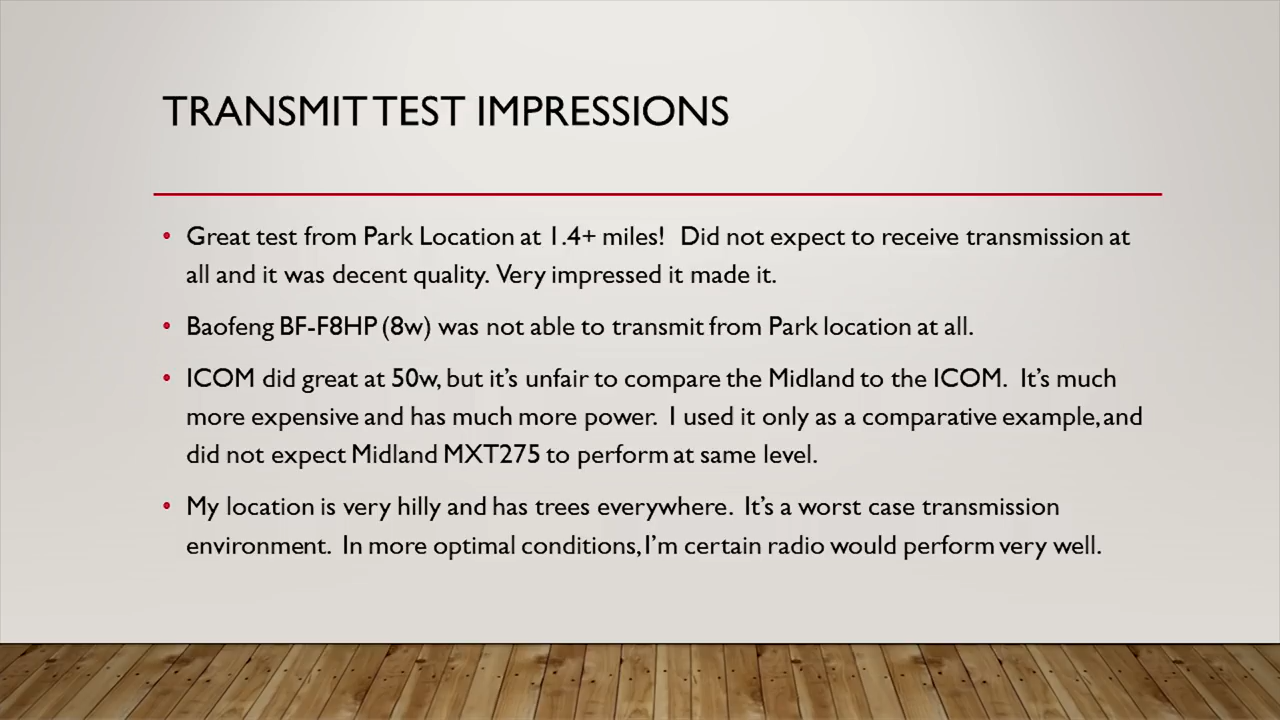 TRANSMIT TEST IMPRESSIONS
• Great test from Park Location at 1.4+ miles!  Did not expect to receive transmission at
all and it was decent quality. Very impressed it made it.
• Baofeng BF-F8HP (8w) was not able to transmit from Park location at all.
• ICOM did great at 50w, but it’s unfair to compare the Midland to the ICOM.  It’s much
more expensive and has much more power.  I used it only as a comparative example, and
did not expect Midland MXT275 to perform at same level.
• My location is very hilly and has trees everywhere.  It’s a worst case transmission
environment.  In more optimal conditions, I’m certain radio would perform very well.